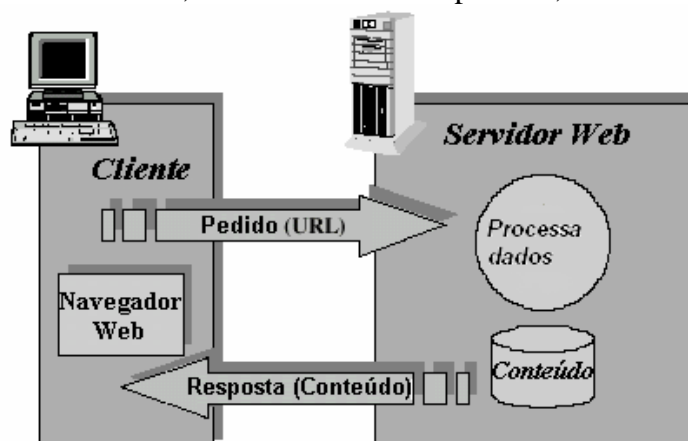 Cliente
Servidor Web
Pedido (URL)
Processa
dados
Navegador
Web
Resposta (Conteúdo)
Conteúdo